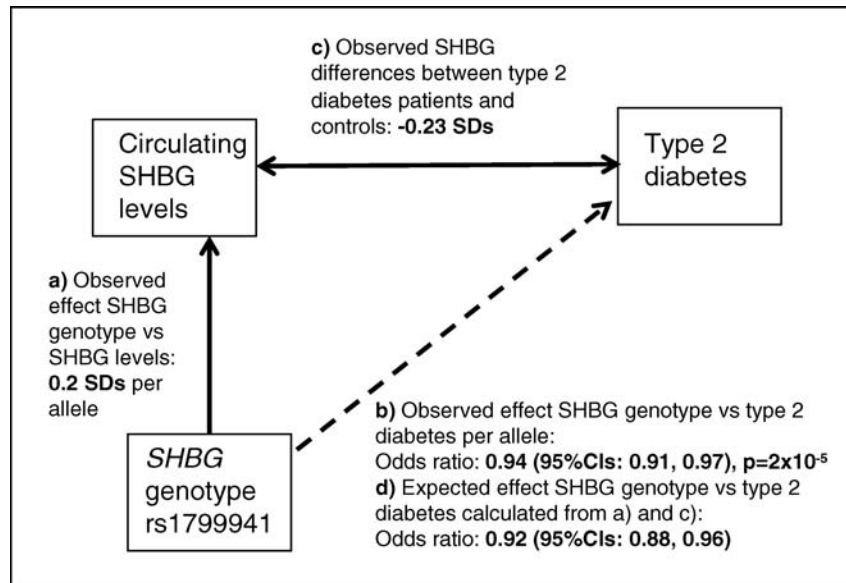 c) Observed SHBG
differences between type 2
diabetes patients and
controls: -0.23 SDs
Circulating
SHBG
levels
Type 2
diabetes
a) Observed
effect SHBG
genotype vs
SHBG levels:
0.2 SDs per
allele
SHBG
genotype
rs1799941
b) Observed effect SHBG genotype vs type 2
diabetes per allele:
Odds ratio: 0.94 (95%CIs: 0.91, 0.97), p=2x10⁻⁵
d) Expected effect SHBG genotype vs type 2
diabetes calculated from a) and c):
Odds ratio: 0.92 (95%CIs: 0.88, 0.96)